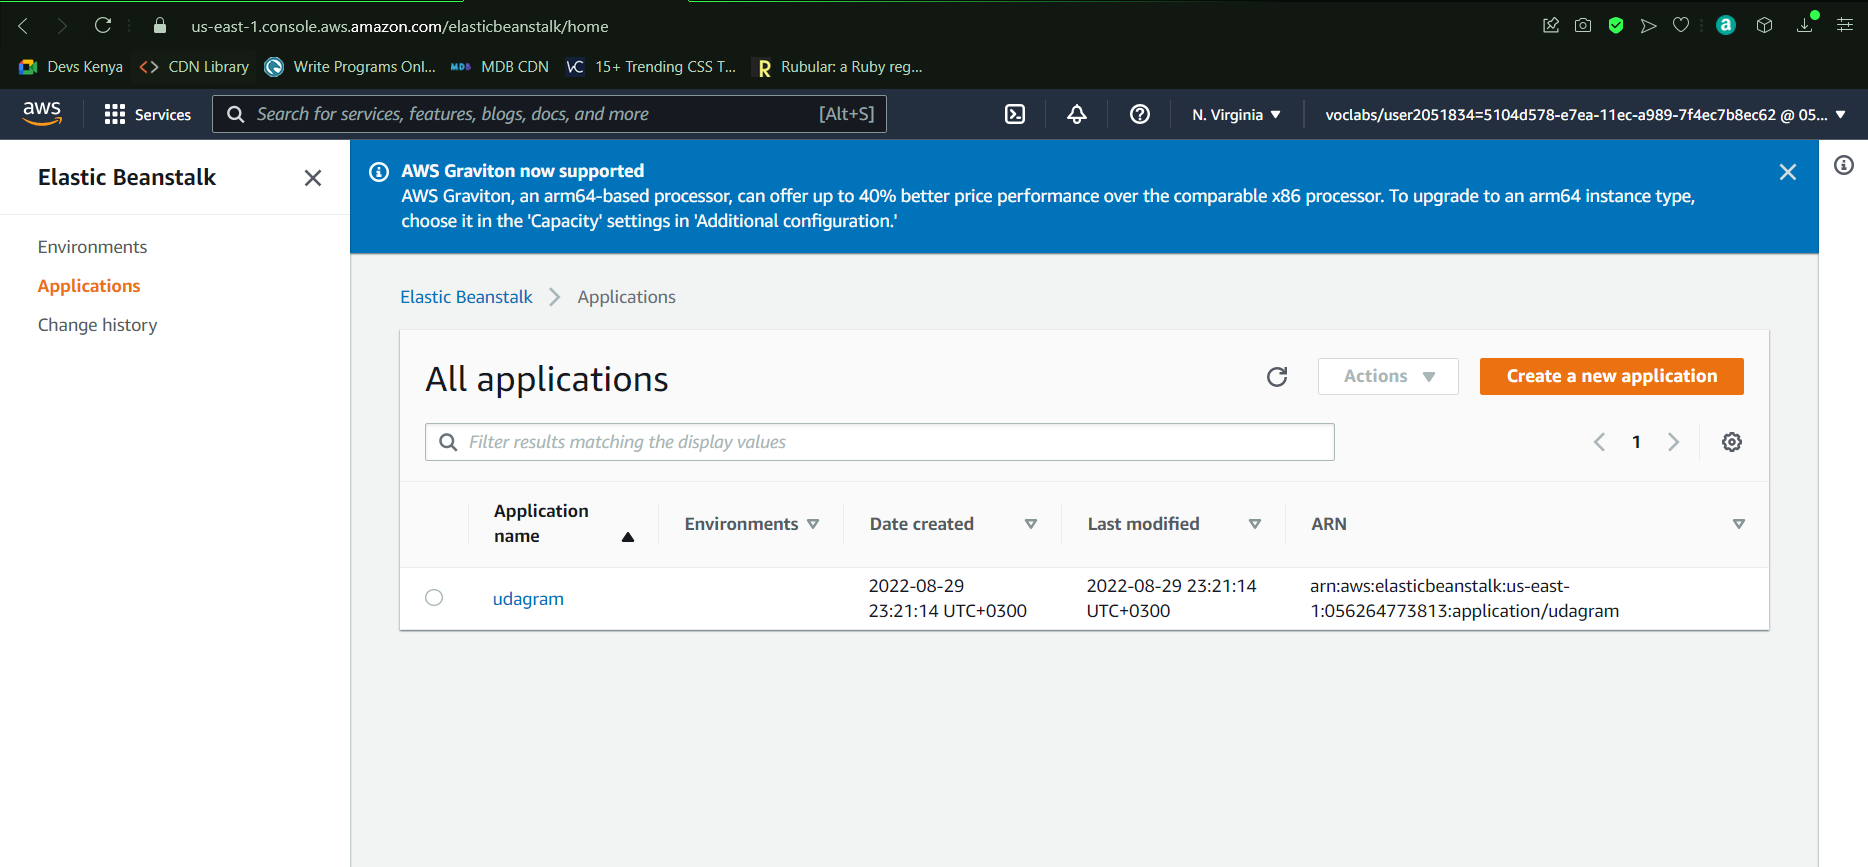 us-east-1.console.aws.amazon.com/elasticbeanstalk/home
Devs Kenya CDN Library Write Programs Onl... MDB MDB CDN VC 15+ Trending CSS T... R Rubular: a Ruby reg...
aws Services Search for services, features, blogs, docs, and more [Alt+S] N. Virginia voclabs/user2051834=5104d578-e7ea-11ec-a989-7f4ec7b8ec62 @ 05...
Elastic Beanstalk
Environments
Applications
Change history
AWS Graviton now supported
AWS Graviton, an arm64-based processor, can offer up to 40% better price performance over the comparable x86 processor. To upgrade to an arm64 instance type,
choose it in the 'Capacity' settings in 'Additional configuration.'
Elastic Beanstalk Applications
All applications
Actions Create a new application
Filter results matching the display values
1
Application
name
Environments
Date created
Last modified
ARN
udagram
2022-08-29
23:21:14 UTC+0300
2022-08-29 23:21:14
UTC+0300
arn:aws:elasticbeanstalk:us-east-
1:056264773813:application/udagram